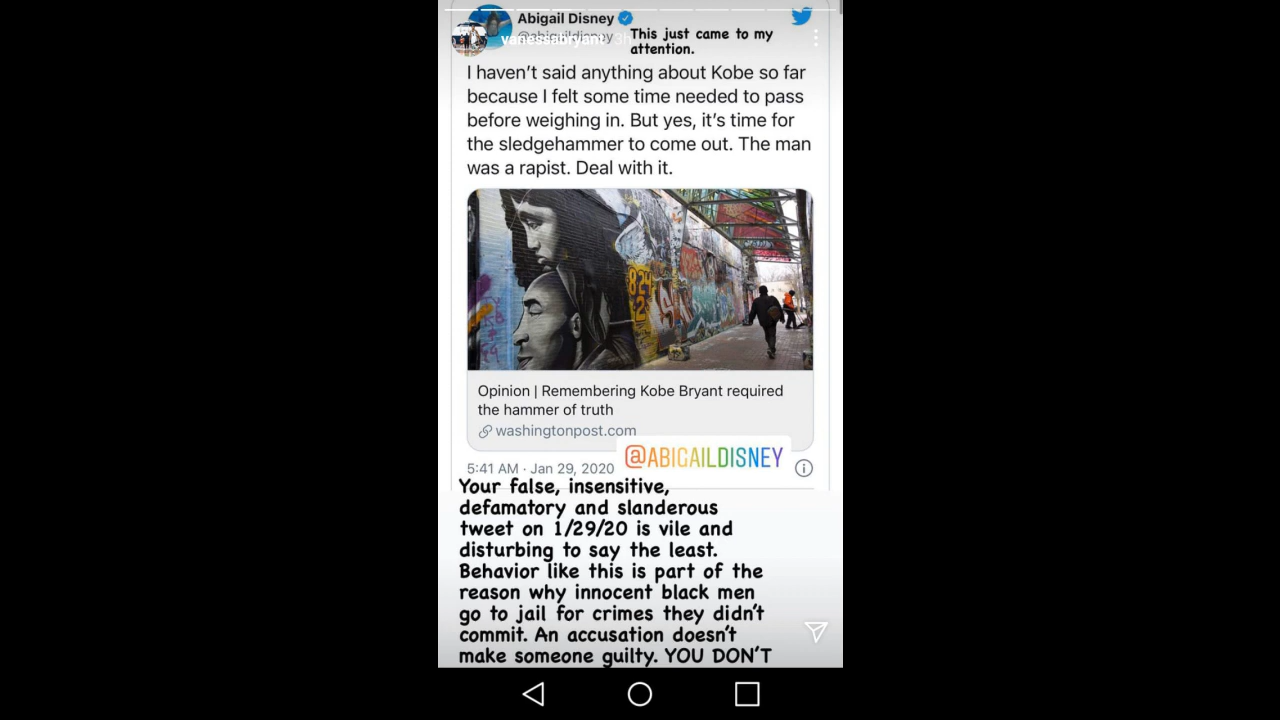 Abigail Disney
@abigaildisney
vanessabryant 3h
This just came to my
attention.
I haven't said anything about Kobe so far
because I felt some time needed to pass
before weighing in. But yes, it's time for
the sledgehammer to come out. The man
was a rapist. Deal with it.
824
2
Opinion | Remembering Kobe Bryant required
the hammer of truth
washingtonpost.com
@ABIGAILDISNEY
5:41 AM · Jan 29, 2020
Your false, insensitive,
defamatory and slanderous
tweet on 1/29/20 is vile and
disturbing to say the least.
Behavior like this is part of the
reason why innocent black men
go to jail for crimes they didn't
commit. An accusation doesn't
make someone guilty. YOU DON'T